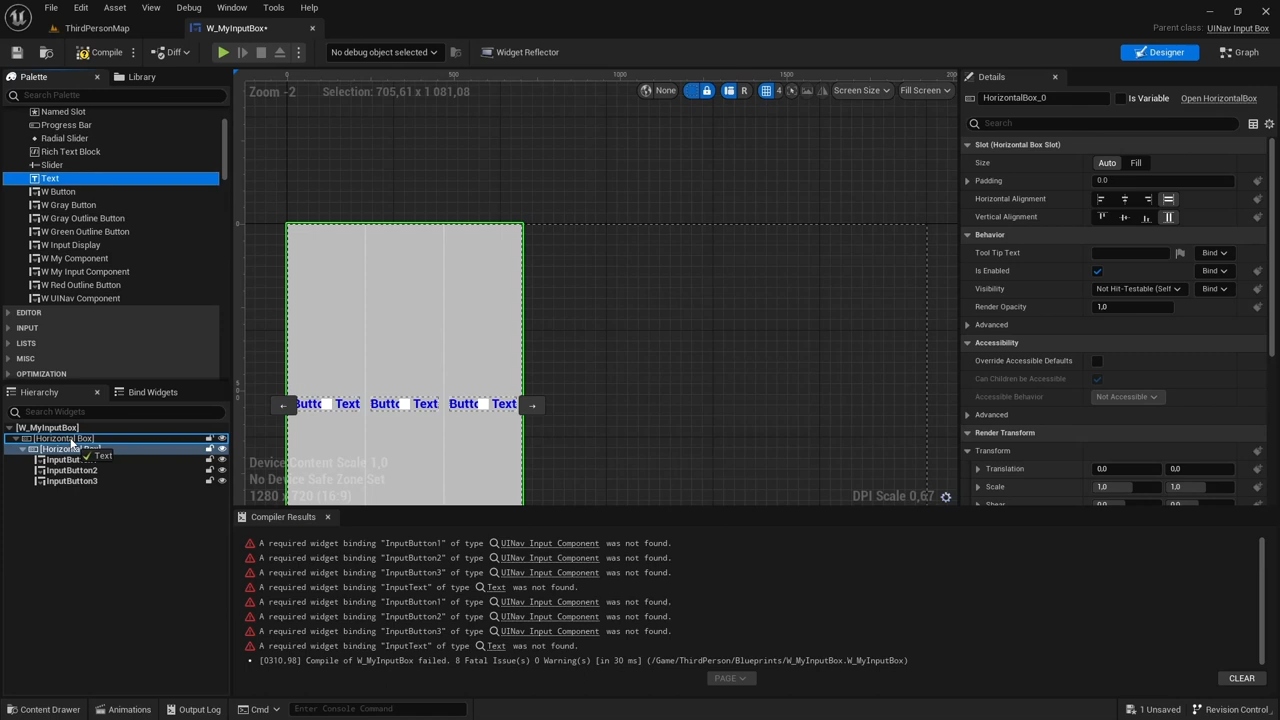 File Edit Asset View Debug Window Tools Help
ThirdPersonMap W_MyInputBox• Parent class: UINav Input Box
Compile Diff No debug object selected Widget Reflector Designer Graph
Palette Library
Search Palette
Named Slot
Progress Bar
Radial Slider
Rich Text Block
Slider
Text
W Button
W Gray Button
W Gray Outline Button
W Green Outline Button
W Input Display
W My Component
W My Input Component
W Red Outline Button
W UINav Component
EDITOR
INPUT
LISTS
MISC
OPTIMIZATION
Hierarchy Bind Widgets
Search Widgets
[W_MyInputBox]
[Horizontal Box]
Text
InputButton2
InputButton3
0 500 1000 1500
Zoom -2 Selection: 705,61 x 1 081,08 None R 4 Screen Size Fill Screen
0
Text Text Text
← →
Device Content Scale 1,0
No Device Safe Zone Set
1280 x 720 (16:9) DPI Scale 0,67
Compiler Results
A required widget binding "InputButton1" of type UINav Input Component was not found.
A required widget binding "InputButton2" of type UINav Input Component was not found.
A required widget binding "InputButton3" of type UINav Input Component was not found.
A required widget binding "InputText" of type Text was not found.
A required widget binding "InputButton1" of type UINav Input Component was not found.
A required widget binding "InputButton2" of type UINav Input Component was not found.
A required widget binding "InputButton3" of type UINav Input Component was not found.
A required widget binding "InputText" of type Text was not found.
[0310,98] Compile of W_MyInputBox failed. 8 Fatal Issue(s) 0 Warning(s) [in 30 ms] (/Game/ThirdPerson/Blueprints/W_MyInputBox.W_MyInputBox)
PAGE CLEAR
Details
HorizontalBox_0 Is Variable Open HorizontalBox
Search
Slot (Horizontal Box Slot)
Size Auto Fill
Padding 0.0
Horizontal Alignment
Vertical Alignment
Behavior
Tool Tip Text Bind
Is Enabled Bind
Visibility Not Hit-Testable (Self Bind
Render Opacity 1,0
Advanced
Accessibility
Override Accessible Defaults
Can Children be Accessible
Accessible Behavior Not Accessible
Advanced
Render Transform
Transform
Translation 0,0 0,0
Scale 1,0 1,0
Content Drawer Animations Output Log Cmd Enter Console Command 1 Unsaved Revision Control